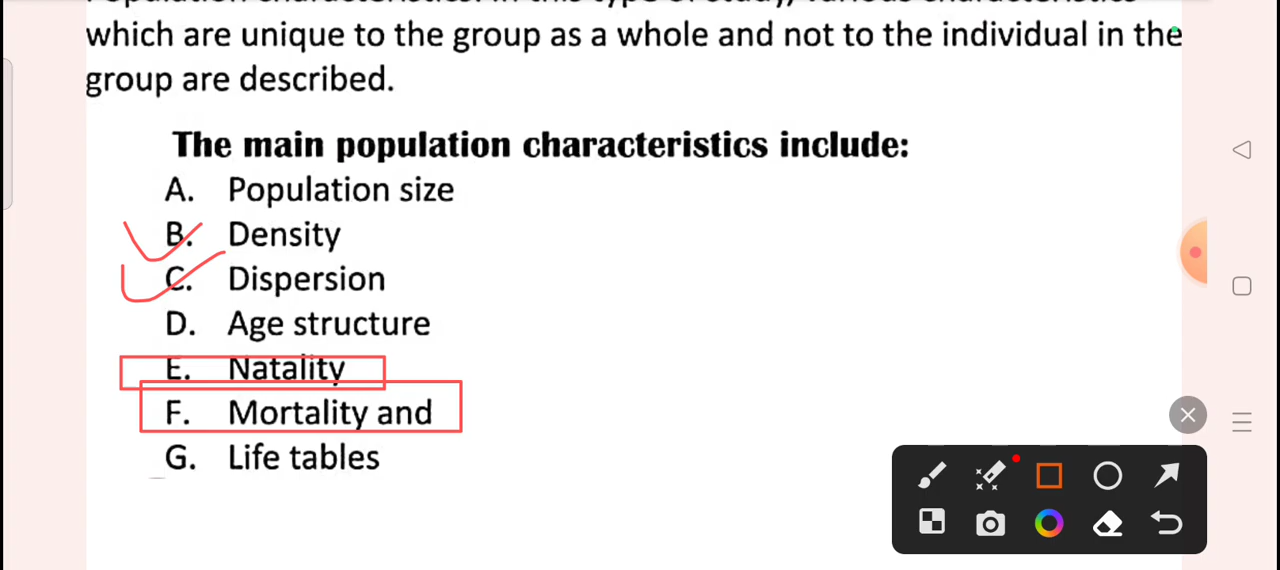 which are unique to the group as a whole and not to the individual in the
group are described.
The main population characteristics include:
A. Population size
B. Density
C. Dispersion
D. Age structure
E. Natality
F. Mortality and
G. Life tables